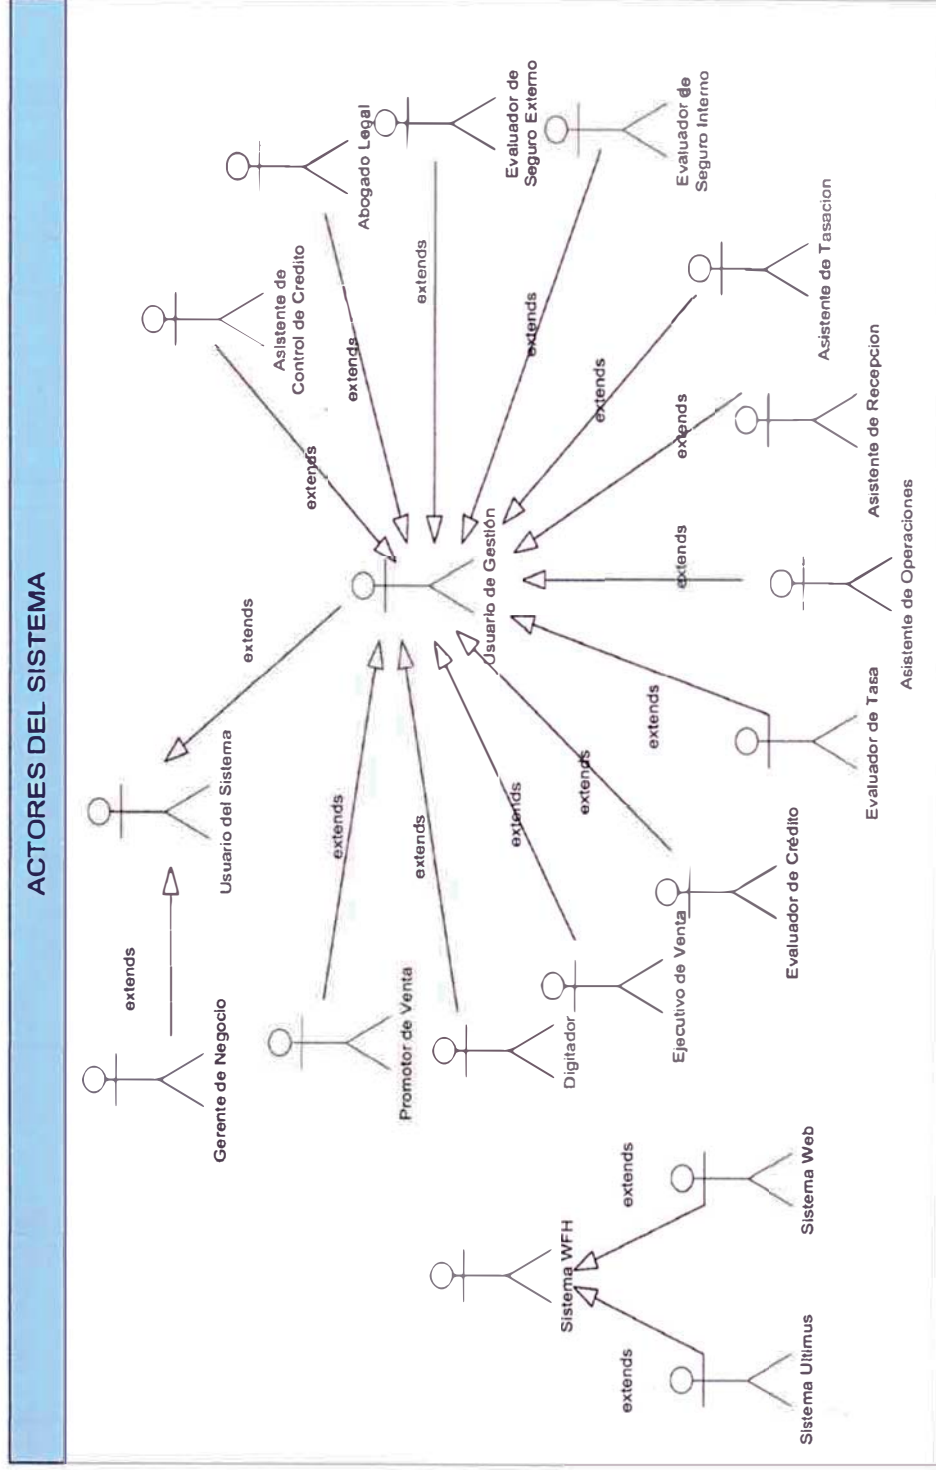 ACTORES DEL SISTEMA
extends
Gerente de Negocio
Usuario del Sistema
extends
Asistente de
Control de Credito
extends
extends
extends
Abogado Legal
Promotor de Venta
extends
extends
Usuario de Gestión
Evaluador de
Seguro Externo
extends
extends
Sistema WFH
Digitador
extends
extends
extends
extends
extends
Ejecutivo de Venta
extends
extends
Evaluador de
Seguro Interno
Evaluador de Crédito
Sistema Ultimus
Sistema Web
Asistente de Tasacion
Evaluador de Tasa
Asistente de Recepcion
Asistente de Operaciones